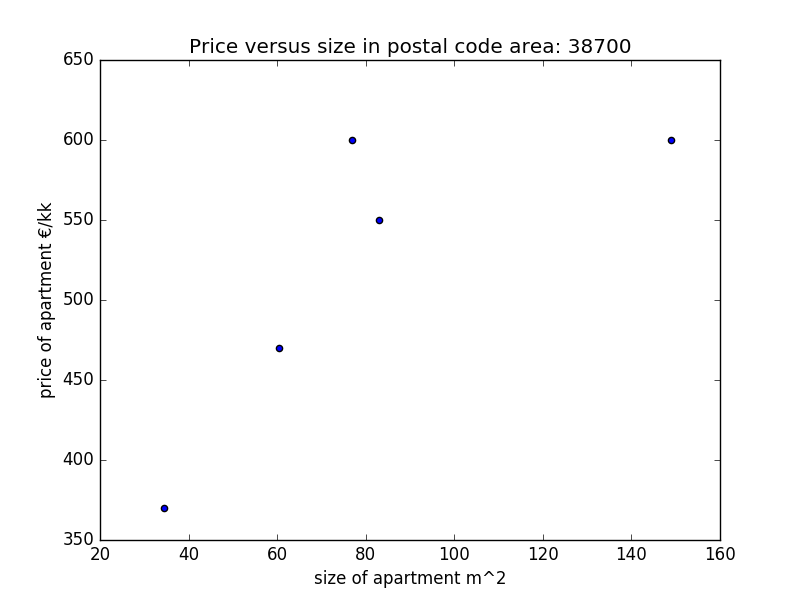 Price versus size in postal code area: 38700
650
600
550
500
450
400
350
price of apartment €/kk
20 40 60 80 100 120 140 160
size of apartment m^2